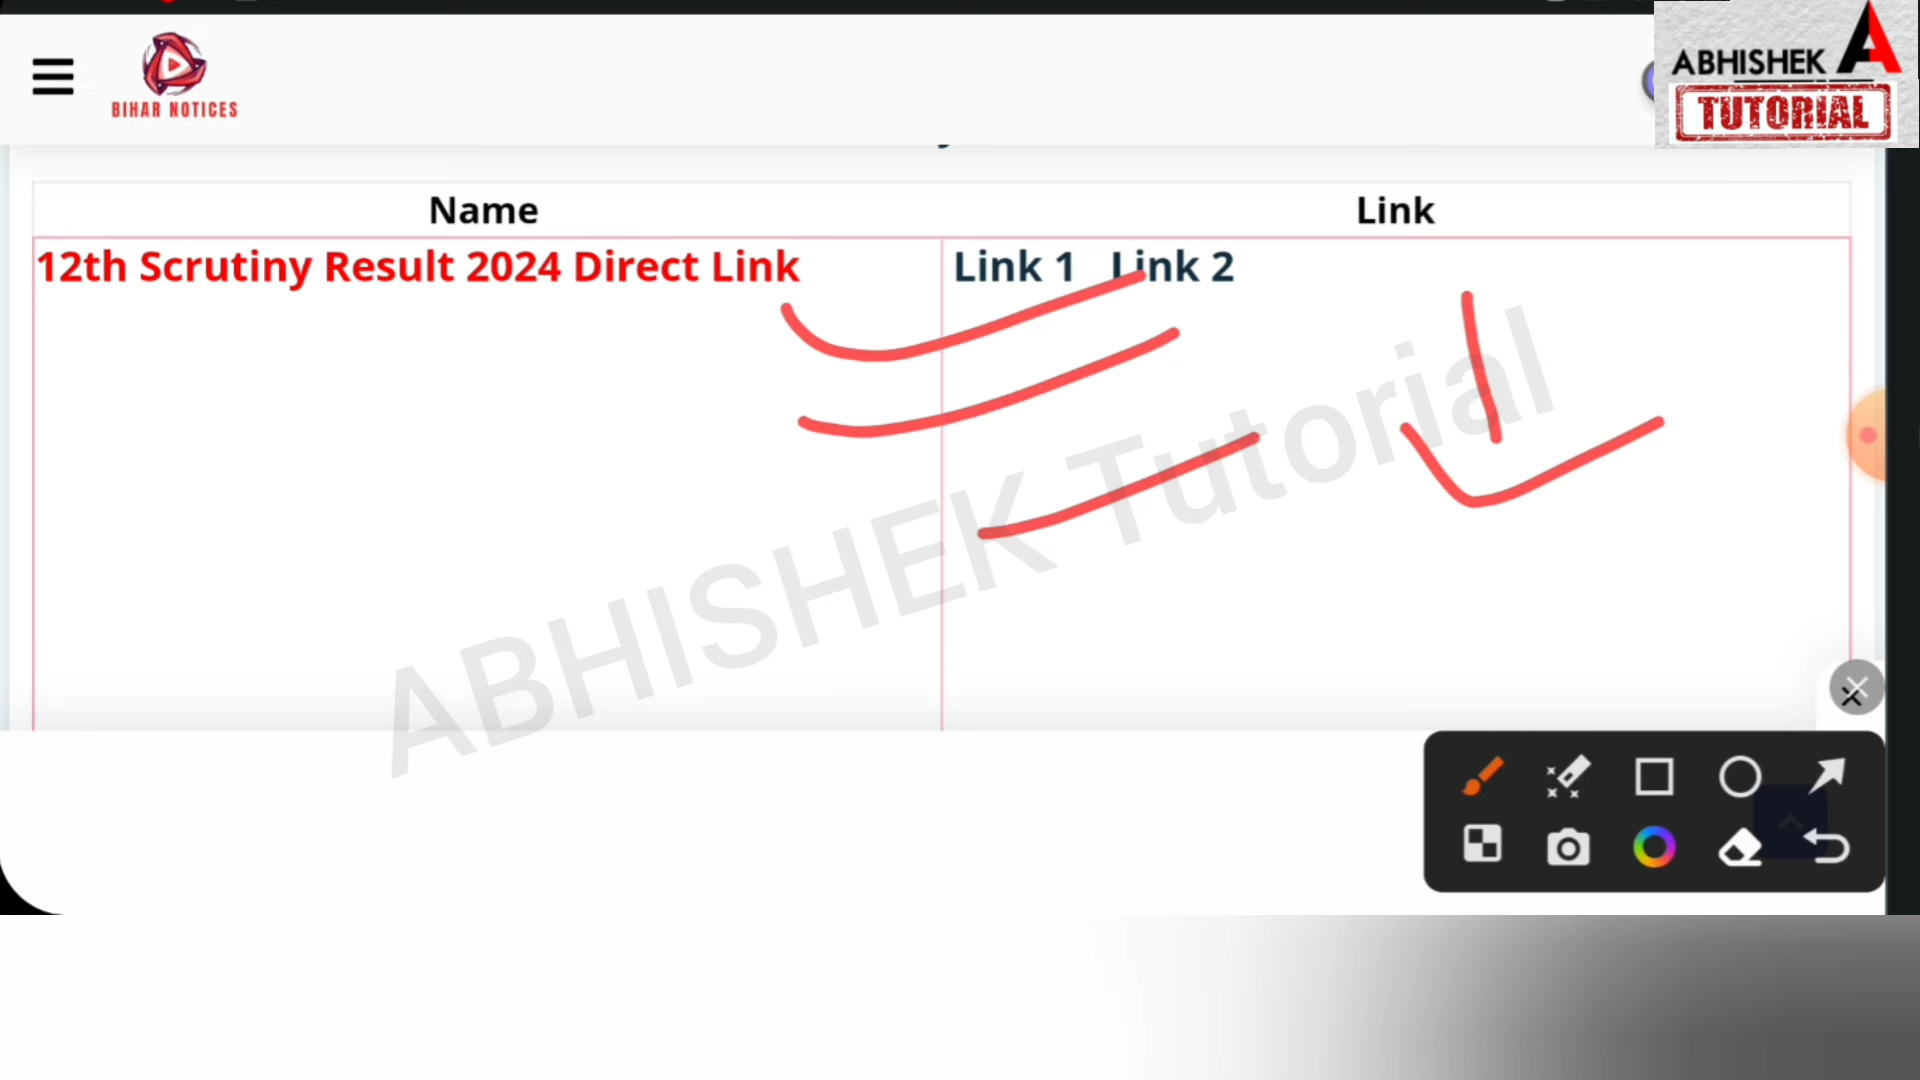 ABHISHEK A
TUTORIAL
BIHAR NOTICES
Name Link
12th Scrutiny Result 2024 Direct Link Link 1 Link 2
ABHISHEK Tutorial